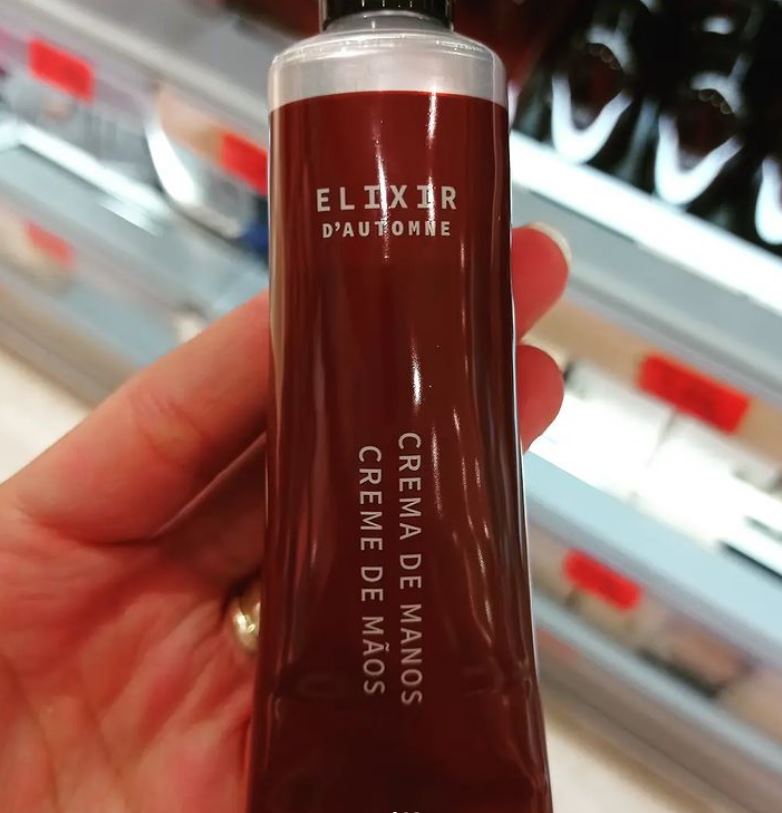 ELIXIR
D'AUTOMNE
CREMA DE MANOS
CREME DE MÃOS